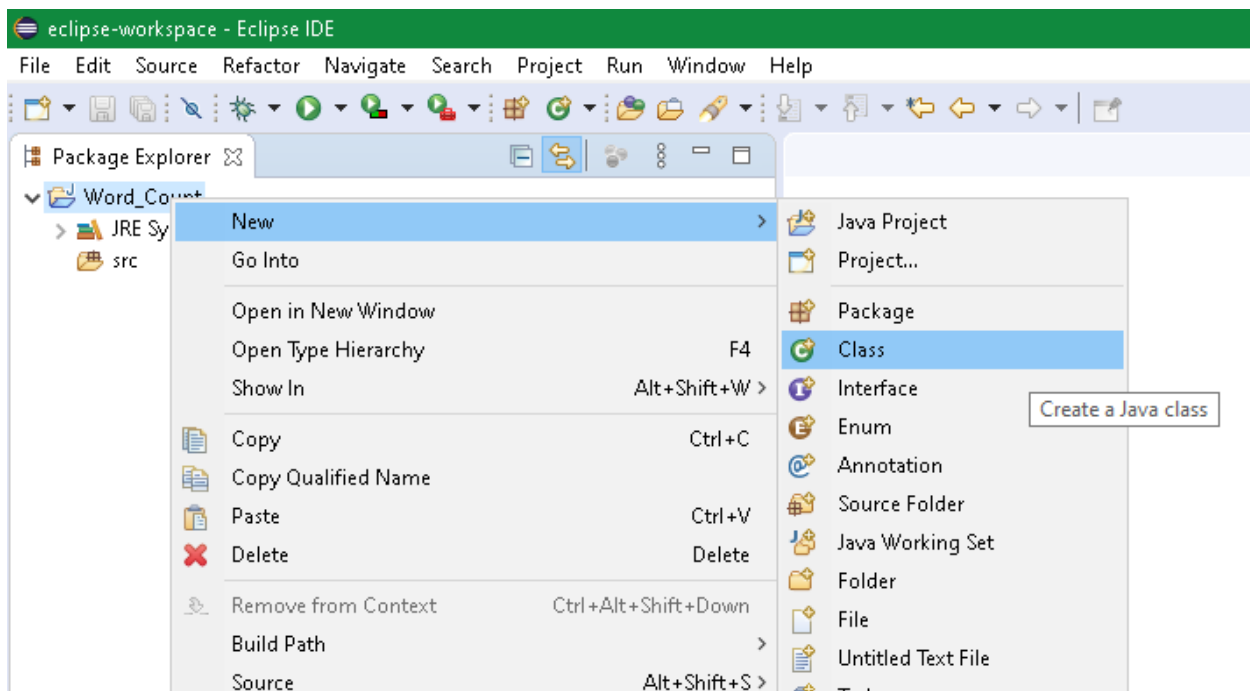 eclipse-workspace - Eclipse IDE
File Edit Source Refactor Navigate Search Project Run Window Help
Package Explorer
Word_Count
JRE Sy
src
New
Go Into
Open in New Window
Open Type Hierarchy F4
Show In Alt+Shift+W >
Copy Ctrl+C
Copy Qualified Name
Paste Ctrl+V
Delete Delete
Remove from Context Ctrl+Alt+Shift+Down
Build Path >
Source Alt+Shift+S >
Java Project
Project...
Package
Class
Interface
Create a Java class
Enum
Annotation
Source Folder
Java Working Set
Folder
File
Untitled Text File